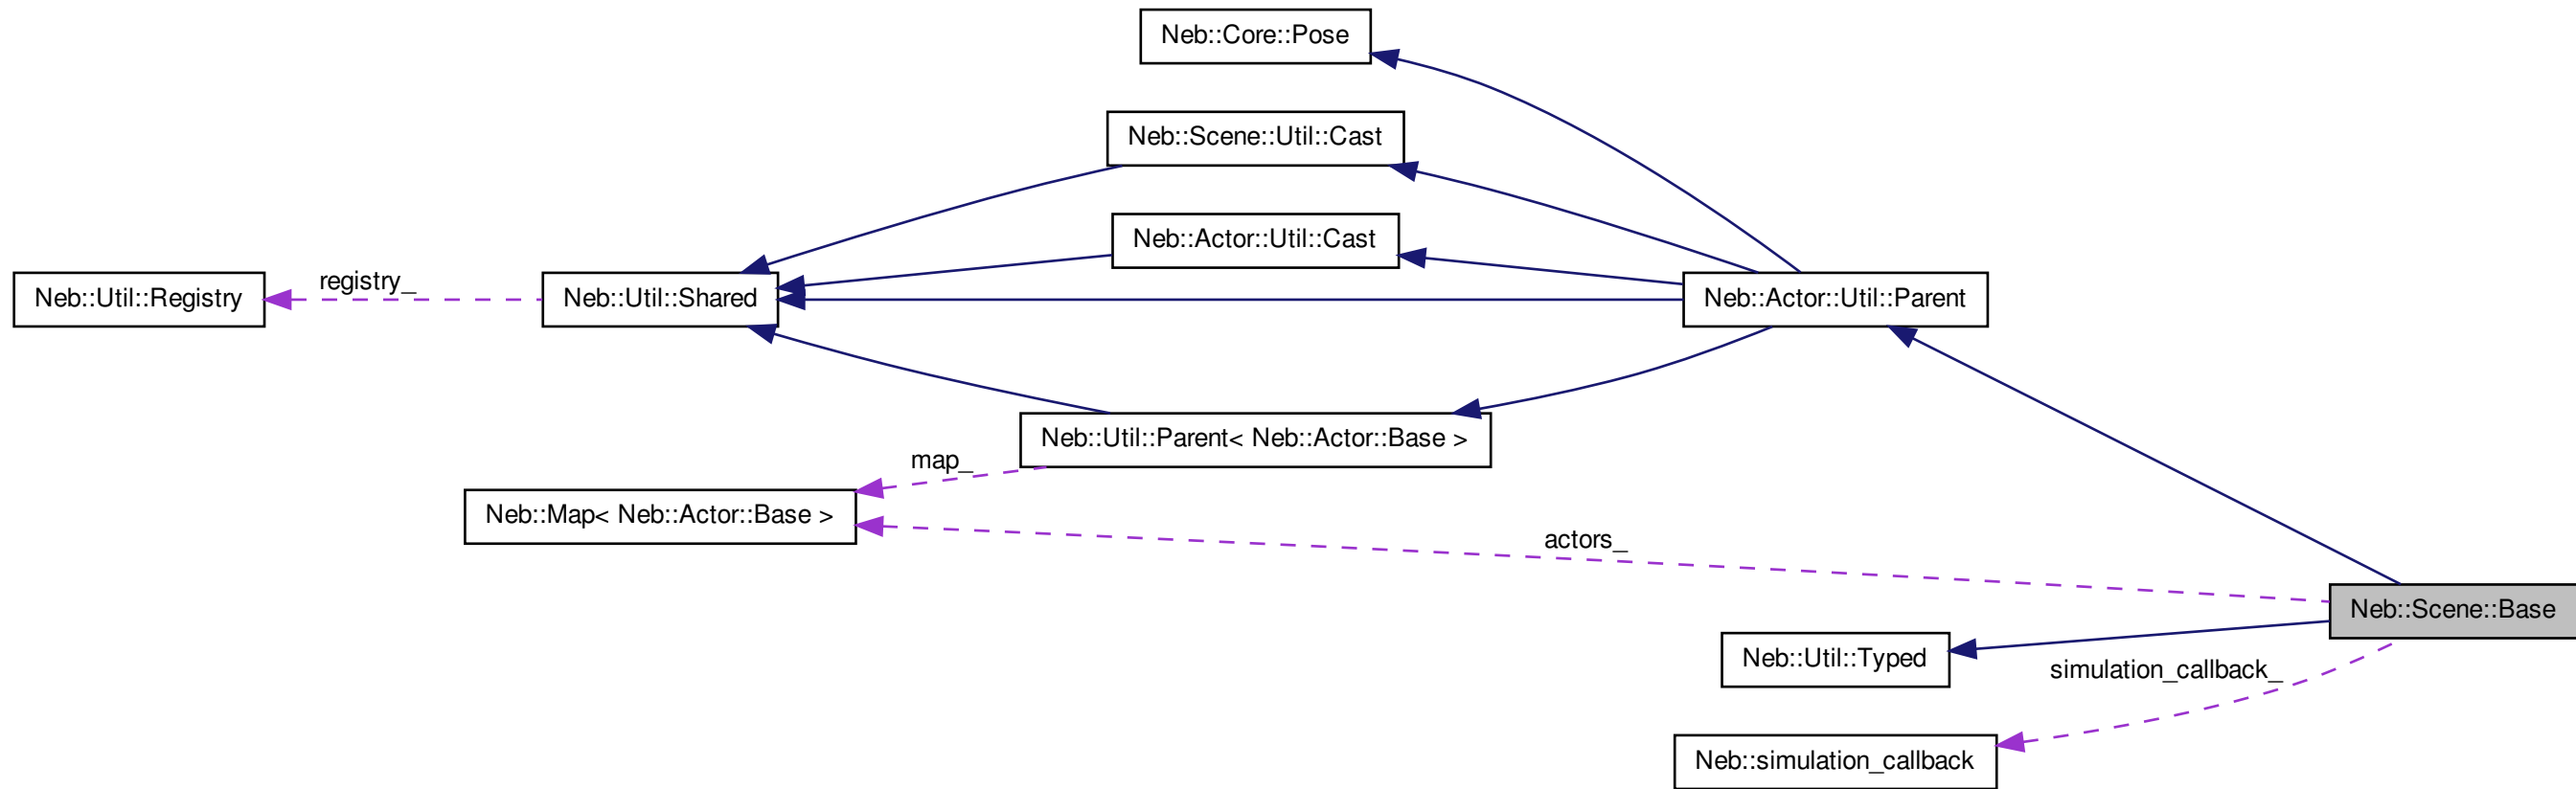 Neb::Core::Pose
Neb::Scene::Util::Cast
Neb::Actor::Util::Cast
Neb::Util::Registry
registry_
Neb::Util::Shared
Neb::Actor::Util::Parent
Neb::Util::Parent< Neb::Actor::Base >
map_
Neb::Map< Neb::Actor::Base >
actors_
Neb::Scene::Base
Neb::Util::Typed
simulation_callback_
Neb::simulation_callback